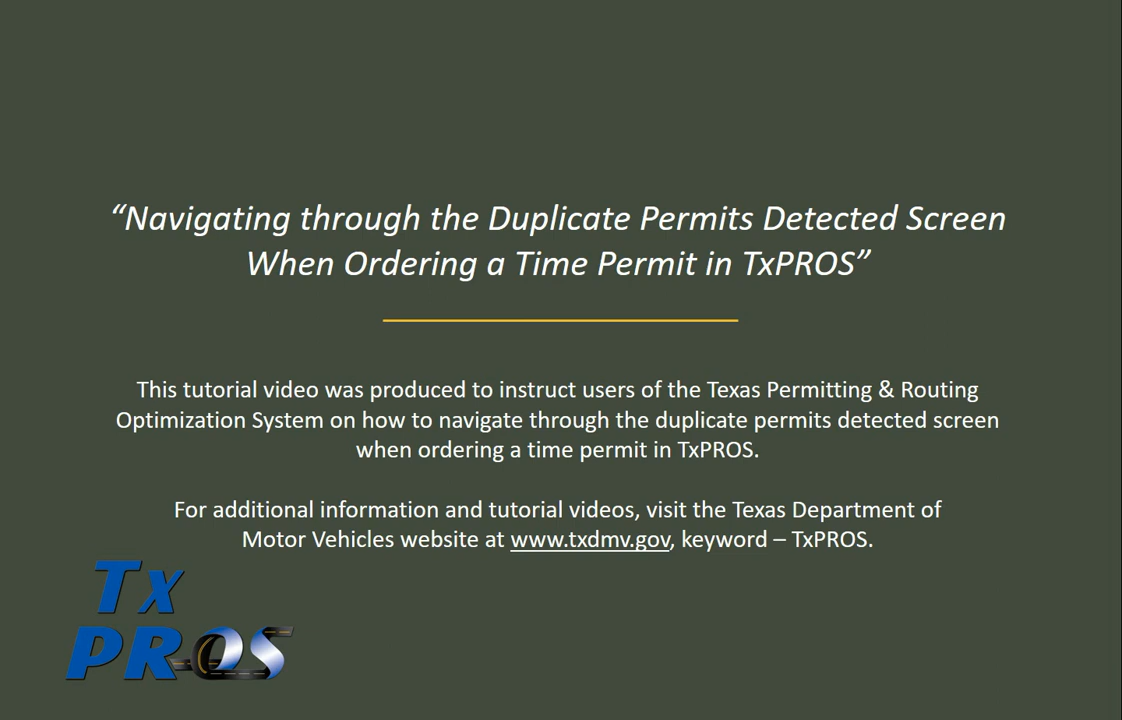 “Navigating through the Duplicate Permits Detected Screen
When Ordering a Time Permit in TxPROS”
This tutorial video was produced to instruct users of the Texas Permitting & Routing
Optimization System on how to navigate through the duplicate permits detected screen
when ordering a time permit in TxPROS.
For additional information and tutorial videos, visit the Texas Department of
Motor Vehicles website at www.txdmv.gov, keyword – TxPROS.
Tx
PROS